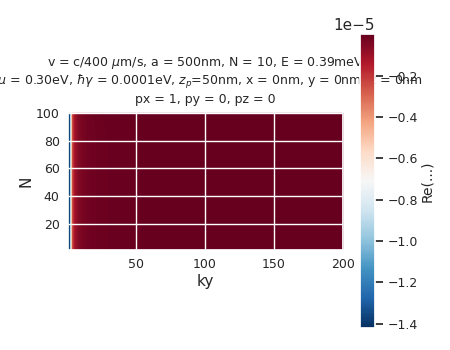 1e−5
v = c/400 μm/s, a = 500nm, N = 10, E = 0.39meV
u = 0.30eV, ℏγ = 0.0001eV, zp=50nm, x = 0nm, y = 0nm, = 0nm
px = 1, py = 0, pz = 0
100
80
60
40
20
N
50
100
150
200
ky
−0.2
−0.4
−0.6
−0.8
−1.0
−1.2
−1.4
Re(...)